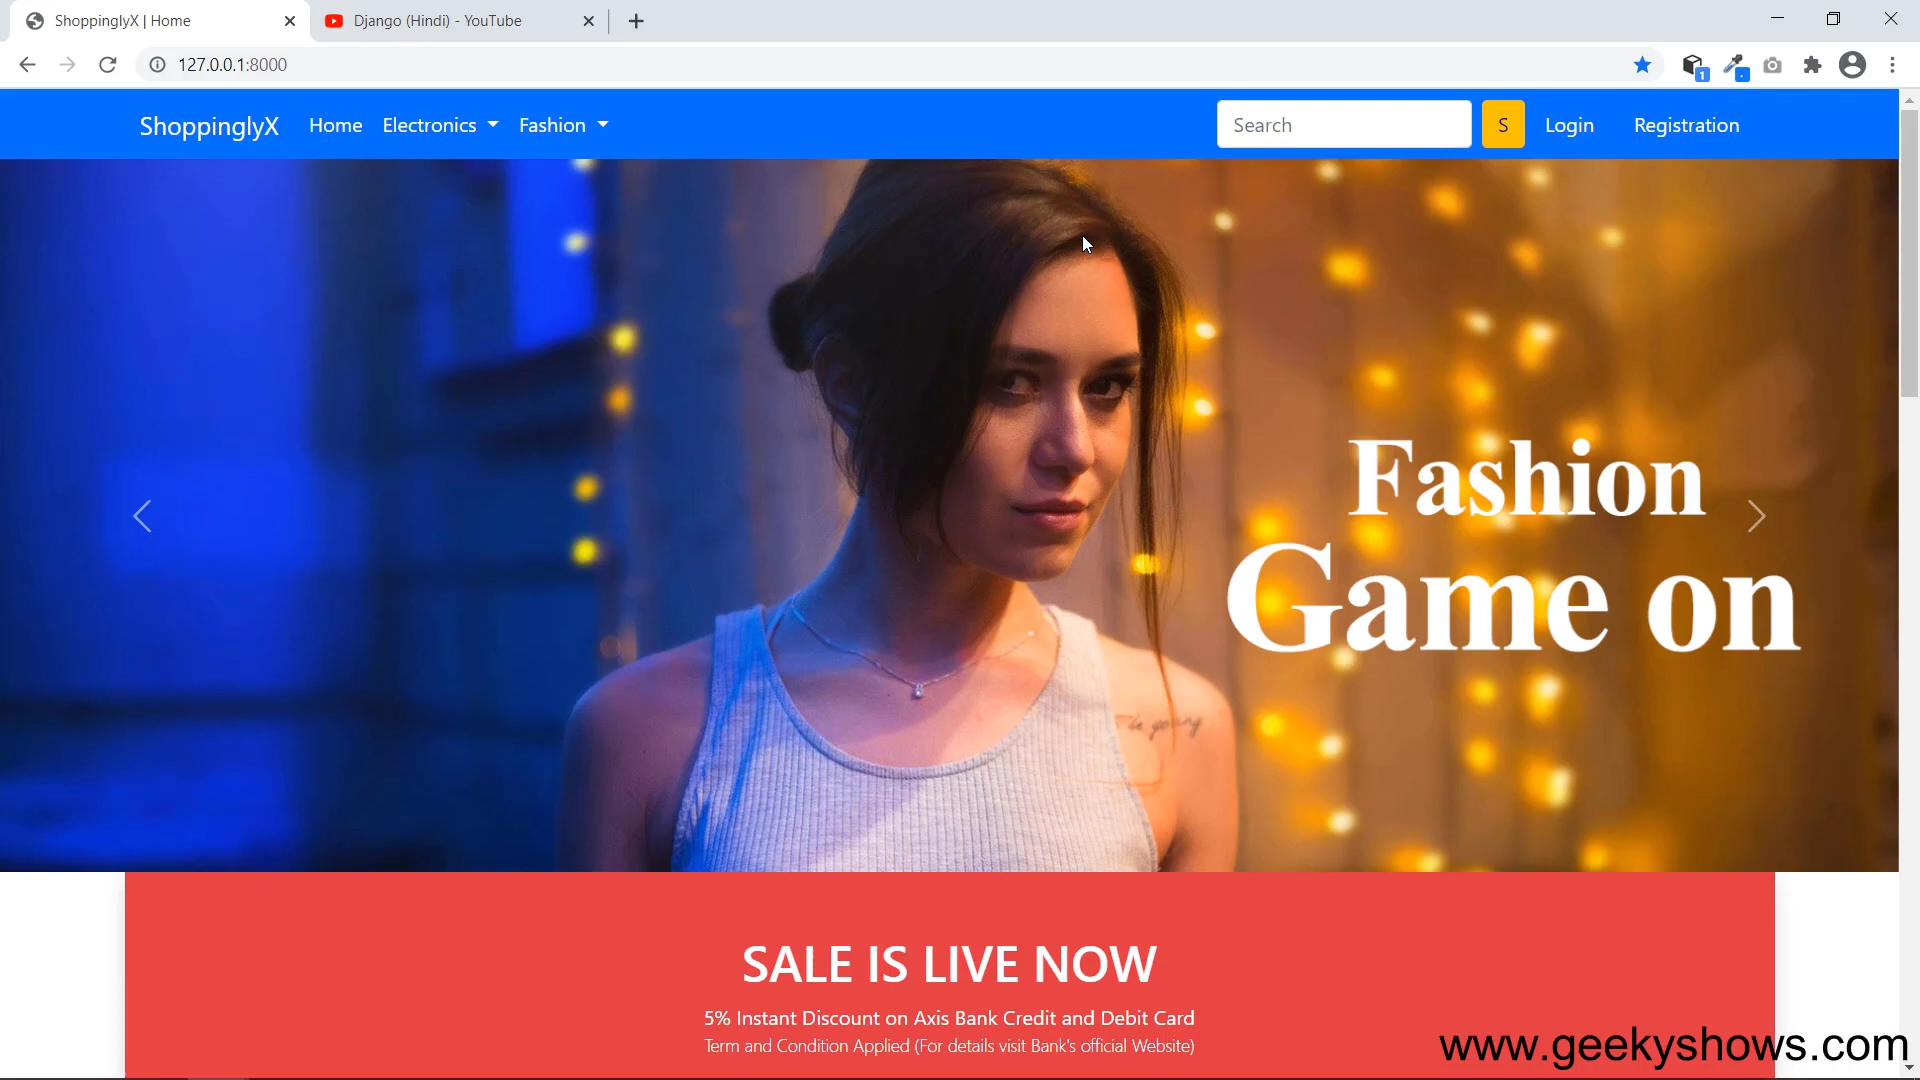 ShoppinglyX | Home
Django (Hindi) - YouTube
127.0.0.1:8000
1
ShoppinglyX Home Electronics Fashion Search S Login Registration
Fashion
Game on
SALE IS LIVE NOW
5% Instant Discount on Axis Bank Credit and Debit Card
Term and Condition Applied (For details visit Bank's official Website)
www.geekyshows.com